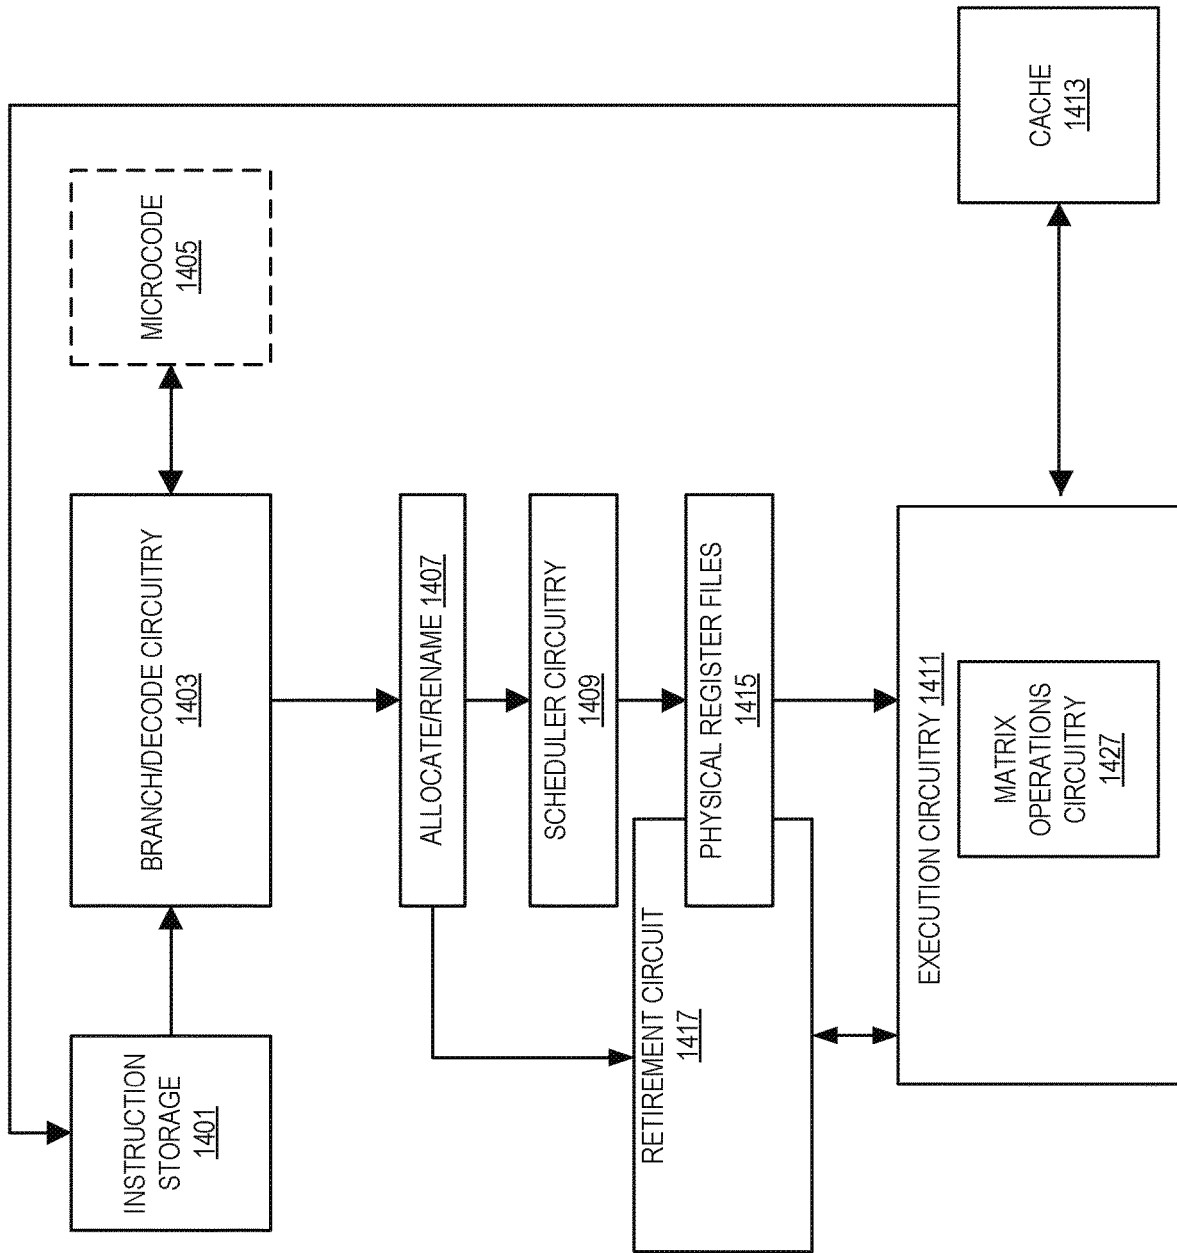 INSTRUCTION
STORAGE
1401
BRANCH/DECODE CIRCUITRY
1403
MICROCODE
1405
ALLOCATE/RENAME 1407
SCHEDULER CIRCUITRY
1409
RETIREMENT CIRCUIT
1417
PHYSICAL REGISTER FILES
1415
EXECUTION CIRCUITRY 1411
MATRIX
OPERATIONS
CIRCUITRY
1427
CACHE
1413